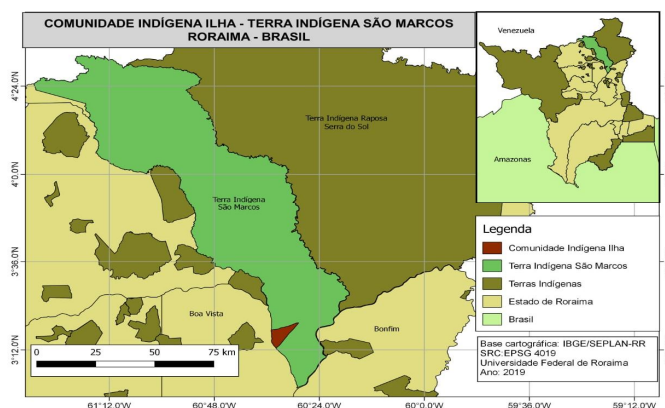 COMUNIDADE INDÍGENA ILHA - TERRA INDÍGENA SÃO MARCOS
RORAIMA - BRASIL
Venezuela
Amazonas
4°24.0'N
4°0.0'N
3°36.0'N
3°12.0'N
Terra Indígena Raposa
Serra do Sol
Terra Indígena
São Marcos
Boa Vista
Bonfim
Legenda
Comunidade Indígena Ilha
Terra Indígena São Marcos
Terras Indígenas
Estado de Roraima
Brasil
0 25 50 75 km
Base cartográfica: IBGE/SEPLAN-RR
SRC:EPSG 4019
Universidade Federal de Roraima
Ano: 2019
61°12.0'W 60°48.0'W 60°24.0'W 60°0.0'W 59°36.0'W 59°12.0'W